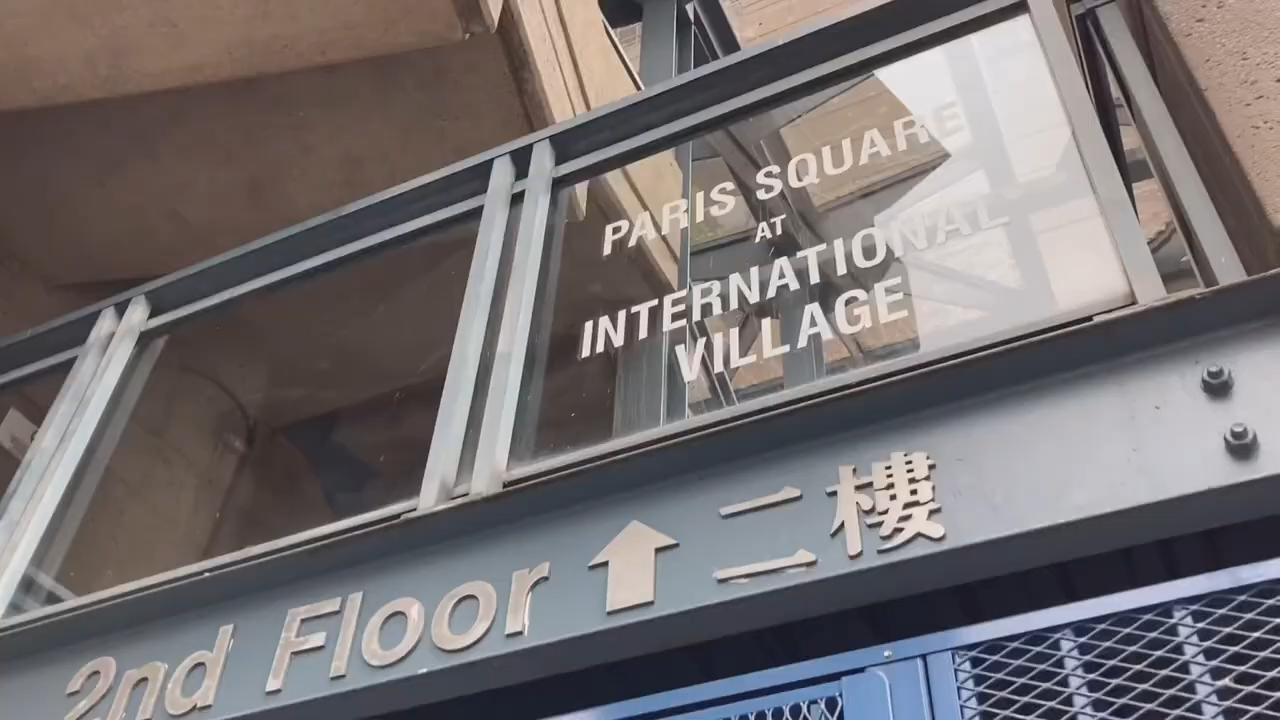 PARIS SQUARE
AT
INTERNATIONAL
VILLAGE
2nd Floor ⬆ 二樓